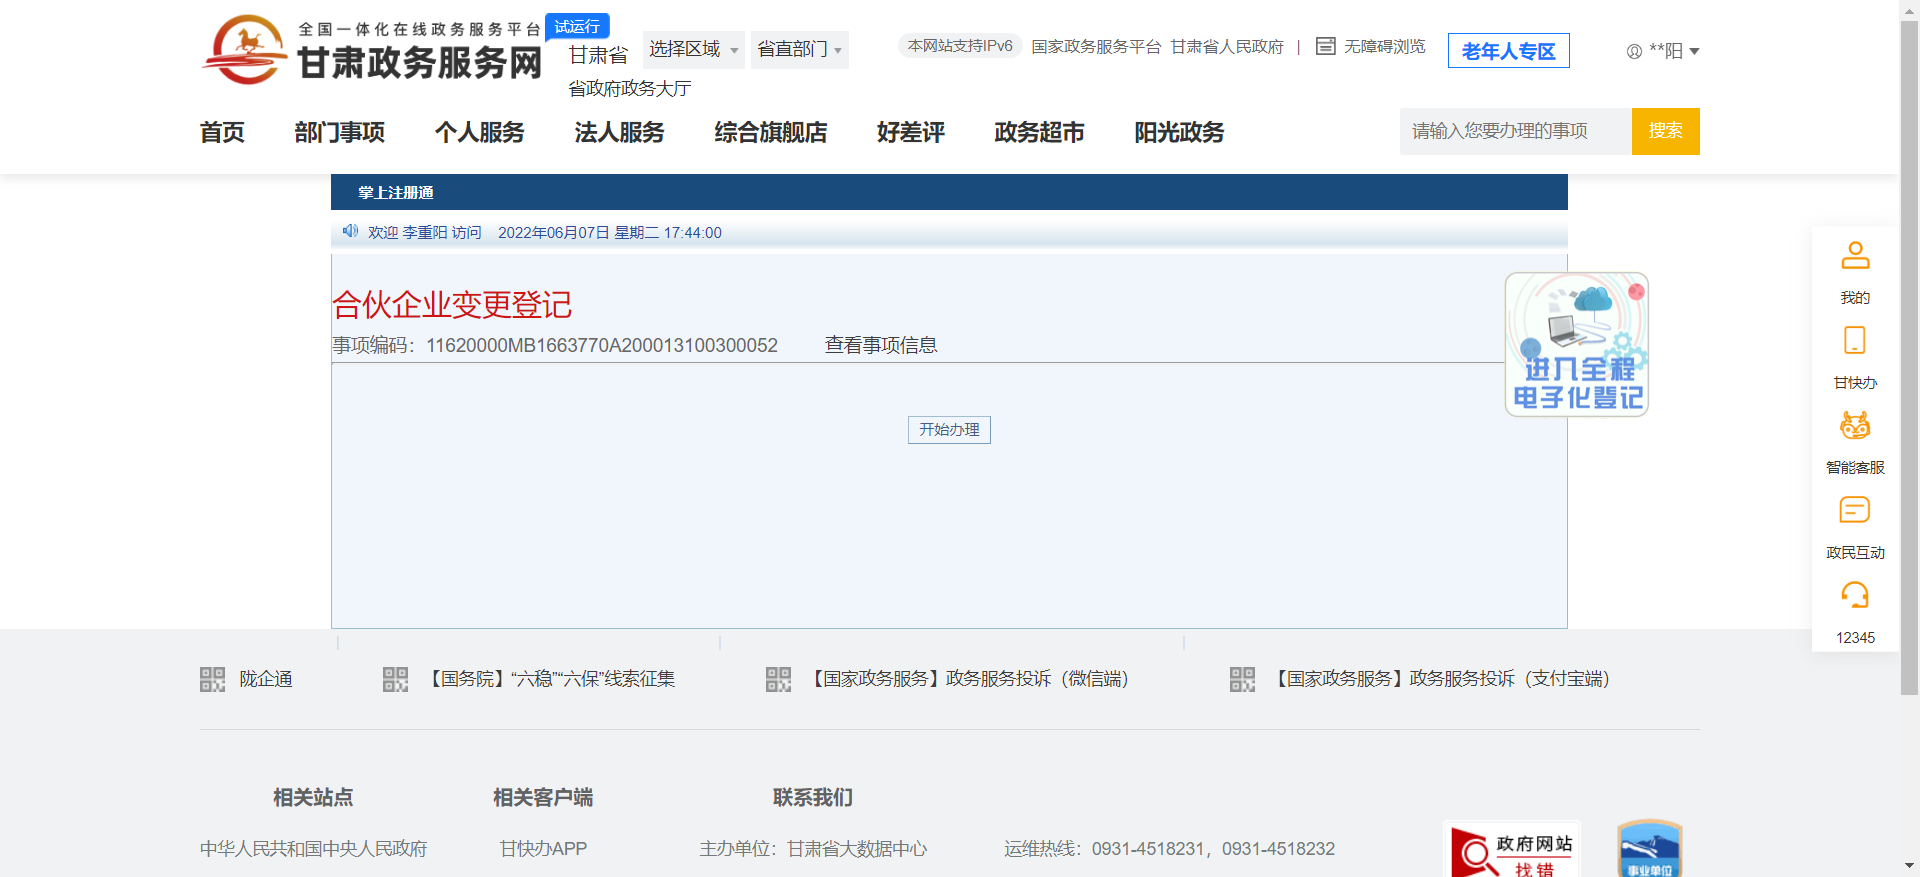 全国一体化在线政务服务平台
甘肃政务服务网
试运行
甘肃省
选择区域
省直部门
省政府政务大厅
本网站支持IPv6
国家政务服务平台
甘肃省人民政府
|
无障碍浏览
老年人专区
**阳
首页
部门事项
个人服务
法人服务
综合旗舰店
好差评
政务超市
阳光政务
请输入您要办理的事项
搜索
掌上注册通
欢迎 李重阳 访问 2022年06月07日 星期二 17:44:00
合伙企业变更登记
事项编码：11620000MB1663770A200013100300052
查看事项信息
进入全程
电子化登记
开始办理
我的
甘快办
智能客服
政民互动
12345
陇企通
【国务院】“六稳”“六保”线索征集
【国家政务服务】政务服务投诉（微信端）
【国家政务服务】政务服务投诉（支付宝端）
相关站点
相关客户端
联系我们
中华人民共和国中央人民政府
甘快办APP
主办单位：甘肃省大数据中心
运维热线：0931-4518231，0931-4518232
政府网站
找错
事业单位